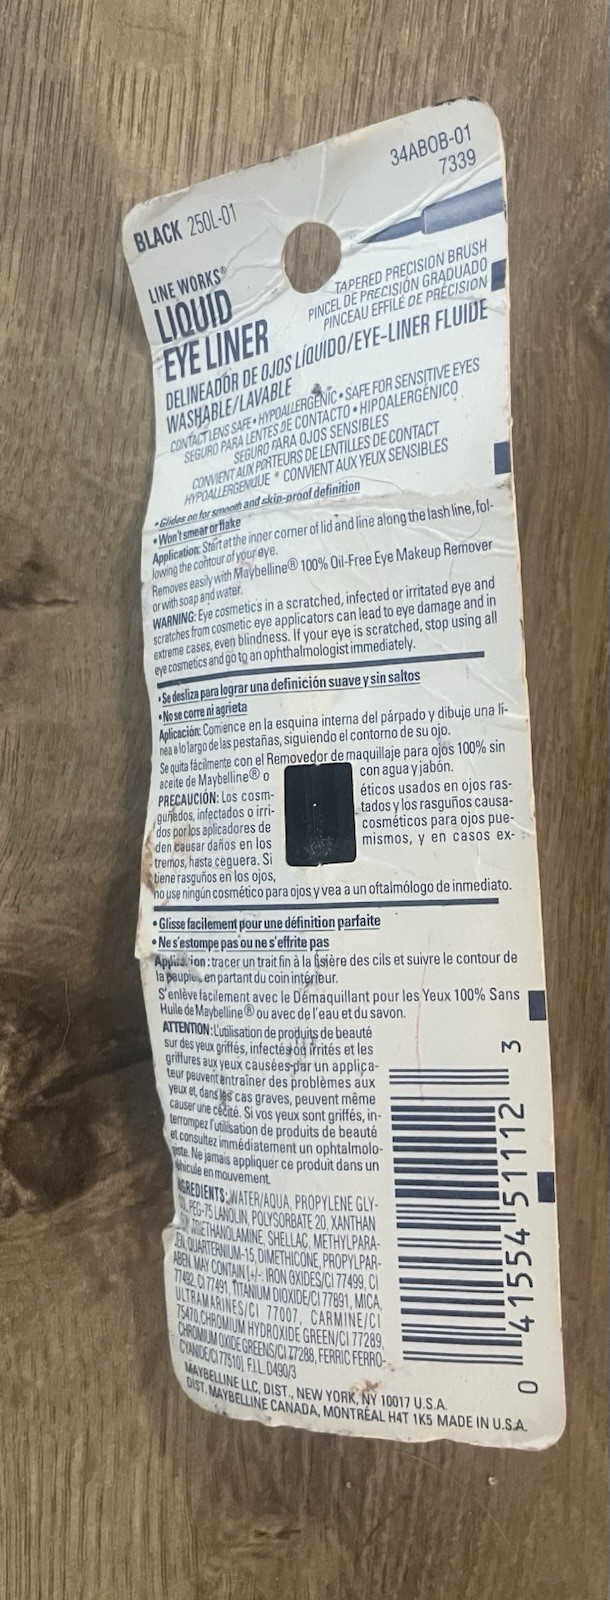 34ABOB-01
7339
BLACK 250L-01
TAPERED PRECISION BRUSH
PINCEL DE PRECISIÓN GRADUADO
PINCEAU EFFILÉ DE PRÉCISION
LINE WORKS®
LIQUID
EYE LINER
DELINEADOR DE OJOS LÍQUIDO/EYE-LINER FLUIDE
WASHABLE/LAVABLE
CONTACT LENS SAFE • HYPOALLERGENIC • SAFE FOR SENSITIVE EYES
SEGURO PARA LENTES DE CONTACTO • HIPOALERGÉNICO
SEGURO PARA OJOS SENSIBLES
CONVIENT AUX PORTEURS DE LENTILLES DE CONTACT
HYPOALLERGENIQUE * CONVIENT AUX YEUX SENSIBLES
• Glides on for smooth and skip-proof definition
• Won't smear or flake
Application: Start at the inner corner of lid and line along the lash line, fol-
lowing the contour of your eye.
Removes easily with Maybelline® 100% Oil-Free Eye Makeup Remover
or with soap and water.
WARNING: Eye cosmetics in a scratched, infected or irritated eye and
scratches from cosmetic eye applicators can lead to eye damage and in
extreme cases, even blindness. If your eye is scratched, stop using all
eye cosmetics and go to an ophthalmologist immediately.
• Se desliza para lograr una definición suave y sin saltos
• No se corre ni agrieta
Aplicación: Comience en la esquina interna del párpado y dibuje una lí-
nea a lo largo de las pestañas, siguiendo el contorno de su ojo.
Se quita fácilmente con el Removedor de maquillaje para ojos 100% sin
aceite de Maybelline® o con agua y jabón.
PRECAUCIÓN: Los cosm- éticos usados en ojos ras-
guñados, infectados o irri- tados y los rasguños causa-
dos por los aplicadores de cosméticos para ojos pue-
den causar daños en los mismos, y en casos ex-
tremos, hasta ceguera. Si
tiene rasguños en los ojos,
no use ningún cosmético para ojos y vea a un oftalmólogo de inmediato.
• Glisse facilement pour une définition parfaite
• Ne s'estompe pas ou ne s'effrite pas
tracer un trait fin à la lisière des cils et suivre le contour de
la paupière en partant du coin intérieur.
S'enlève facilement avec le Démaquillant pour les Yeux 100% Sans
Huile de Maybelline® ou avec de l'eau et du savon.
ATTENTION: L'utilisation de produits de beauté
sur des yeux griffés, infectés ou irrités et les
griffures aux yeux causées par un applica-
teur peuvent entraîner des problèmes aux
yeux et, dans les cas graves, peuvent même
causer une cécité. Si vos yeux sont griffés, in-
terrompez l'utilisation de produits de beauté
et consultez immédiatement un ophtalmolo-
giste. Ne jamais appliquer ce produit dans un
véhicule en mouvement.
INGREDIENTS: WATER/AQUA, PROPYLENE GLY-
COL, PEG-75 LANOLIN, POLYSORBATE 20, XANTHAN
TRIETHANOLAMINE, SHELLAC, METHYLPARA-
BEN, QUARTERNIUM-15, DIMETHICONE, PROPYLPAR-
ABEN. MAY CONTAIN [+/-: IRON OXIDES/CI 77499, CI
77492, CI 77491, TITANIUM DIOXIDE/CI 77891, MICA,
ULTRAMARINES/CI 77007, CARMINE/CI
75470, CHROMIUM HYDROXIDE GREEN/CI 77289,
CHROMIUM OXIDE GREENS/CI 77288, FERRIC FERRO-
CYANIDE/CI 77510] F.I.L. D490/3
MAYBELLINE LLC, DIST., NEW YORK, NY 10017 U.S.A.
DIST. MAYBELLINE CANADA, MONTRÉAL H4T 1K5 MADE IN U.S.A.
0 41554 51112 3